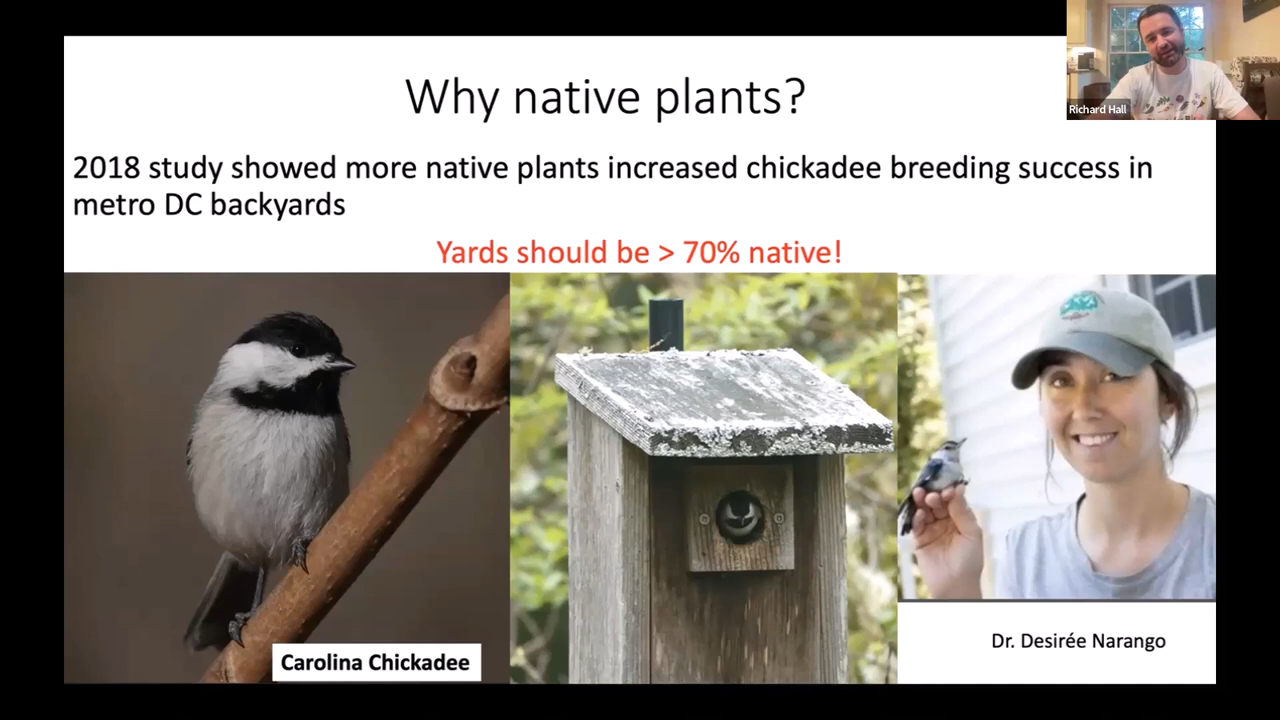 Why native plants?
Richard Hall
2018 study showed more native plants increased chickadee breeding success in
metro DC backyards
Yards should be > 70% native!
Carolina Chickadee
Dr. Desirée Narango